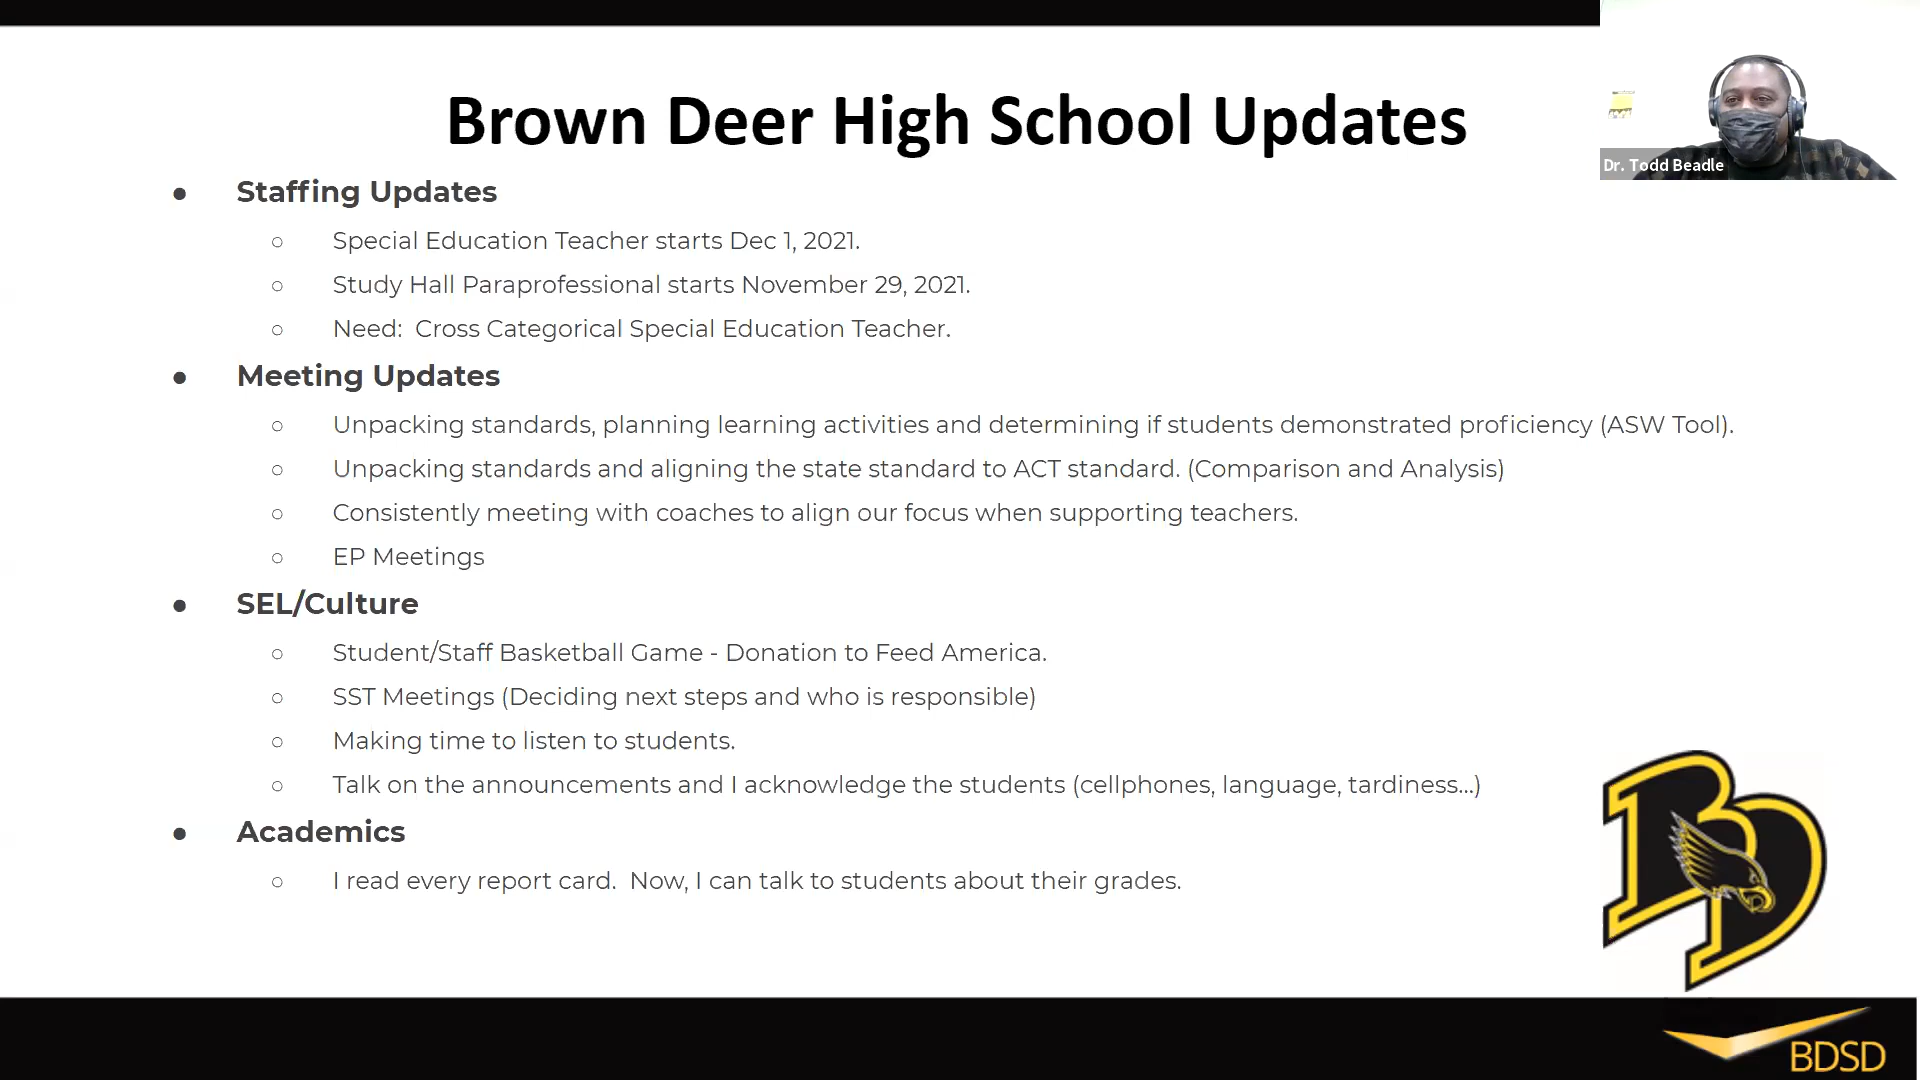 Brown Deer High School Updates
Dr. Todd Beadle
● Staffing Updates
○ Special Education Teacher starts Dec 1, 2021.
○ Study Hall Paraprofessional starts November 29, 2021.
○ Need:  Cross Categorical Special Education Teacher.
● Meeting Updates
○ Unpacking standards, planning learning activities and determining if students demonstrated proficiency (ASW Tool).
○ Unpacking standards and aligning the state standard to ACT standard. (Comparison and Analysis)
○ Consistently meeting with coaches to align our focus when supporting teachers.
○ EP Meetings
● SEL/Culture
○ Student/Staff Basketball Game - Donation to Feed America.
○ SST Meetings (Deciding next steps and who is responsible)
○ Making time to listen to students.
○ Talk on the announcements and I acknowledge the students (cellphones, language, tardiness...)
● Academics
○ I read every report card.  Now, I can talk to students about their grades.
BD
BDSD